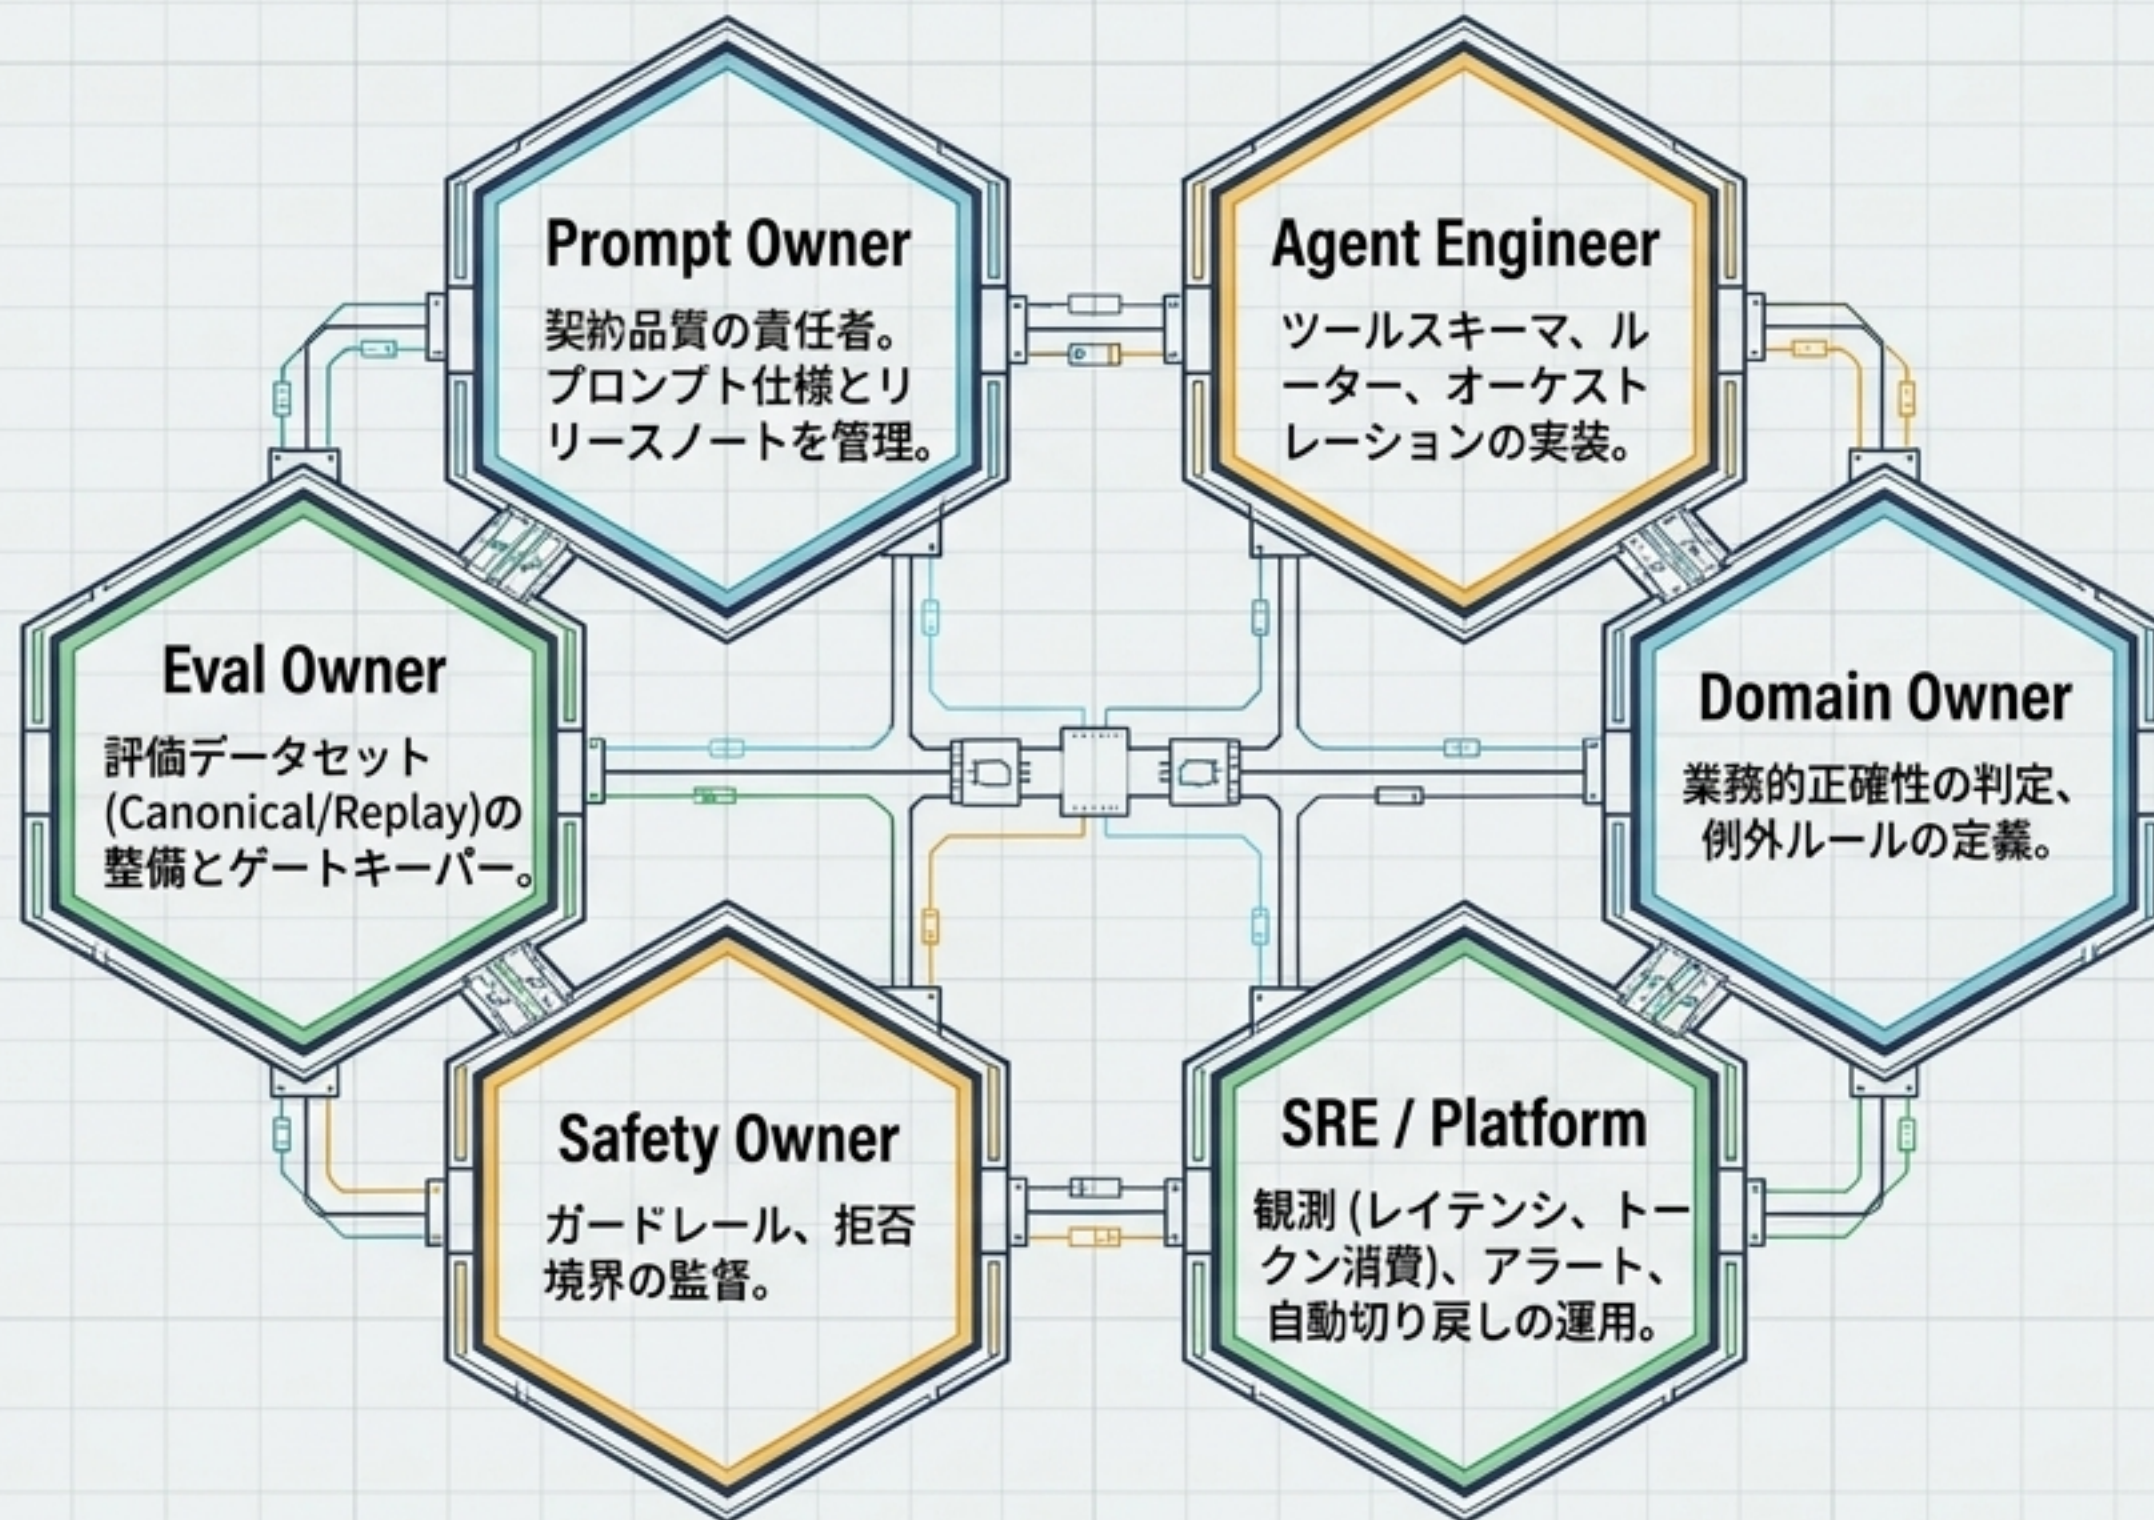 Prompt Owner
契約品質の責任者。
プロンプト仕様とリ
リースノートを管理。
Agent Engineer
ツールスキーマ、ル
ーター、オーケスト
レーションの実装。
Eval Owner
評価データセット
(Canonical/Replay)の
整備とゲートキーパー。
Domain Owner
業務的正確性の判定、
例外ルールの定義。
Safety Owner
ガードレール、拒否
境界の監督。
SRE / Platform
観測 (レイテンシ、トー
クン消費)、アラート、
自動切り戻しの運用。